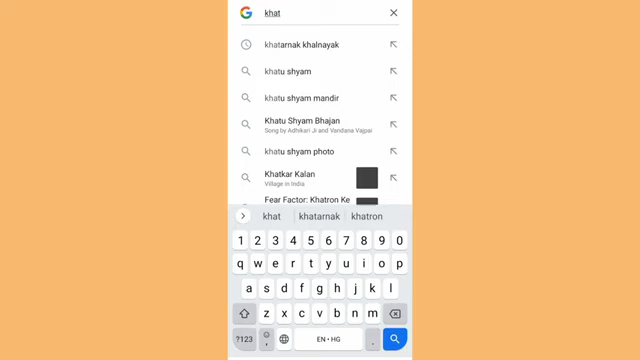 khat
khatarnak khalnayak
khatu shyam
khatu shyam mandir
Khatu Shyam Bhajan
Song by Adhikari Ji and Vandana Vajpai
khatu shyam photo
Khatkar Kalan
Village in India
Fear Factor: Khatron Ke
khat khatarnak khatron
1 2 3 4 5 6 7 8 9 0
q w e r t y u i o p
a s d f g h j k l
z x c v b n m
?123 , EN • HG .